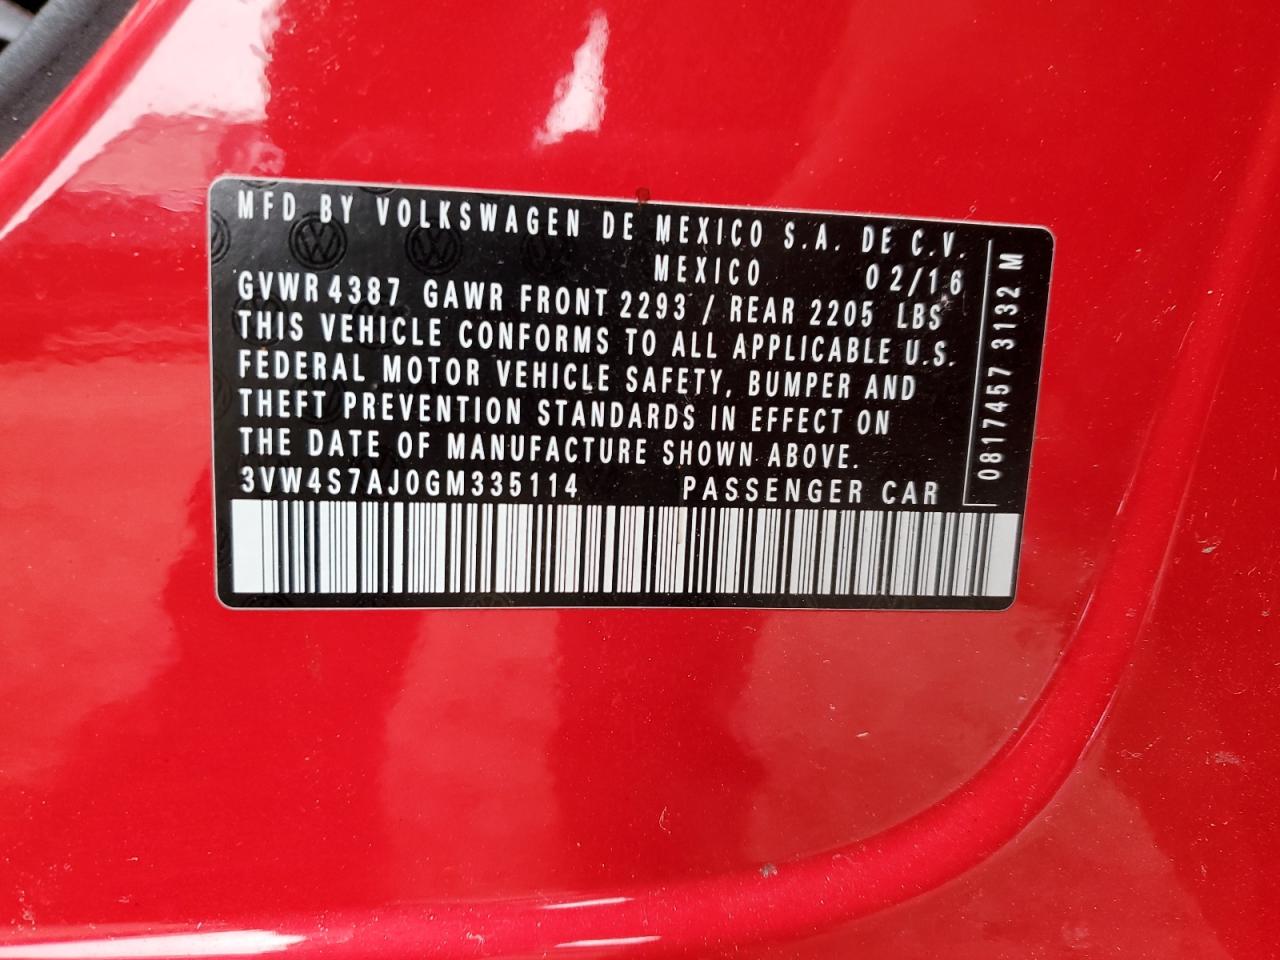 MFD BY VOLKSWAGEN DE MEXICO S.A. DE C.V.
MEXICO 02/16
GVWR 4387 GAWR FRONT 2293 / REAR 2205 LBS
THIS VEHICLE CONFORMS TO ALL APPLICABLE U.S.
FEDERAL MOTOR VEHICLE SAFETY, BUMPER AND
THEFT PREVENTION STANDARDS IN EFFECT ON
THE DATE OF MANUFACTURE SHOWN ABOVE.
3VW4S7AJ0GM335114 PASSENGER CAR
0817457 3132 M